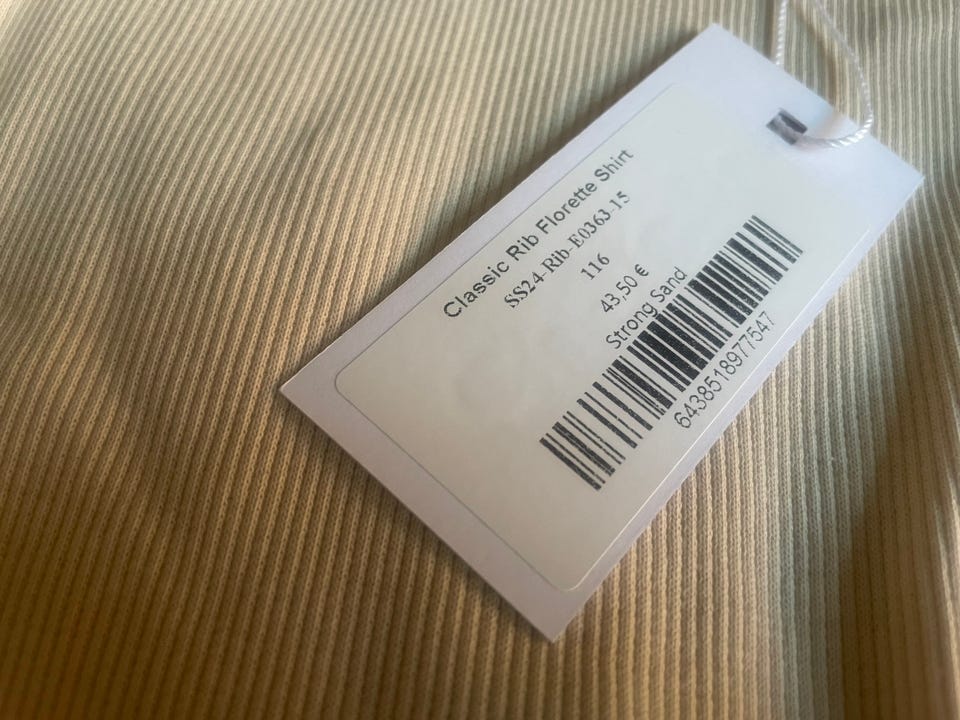 Classic Rib Florette Shirt
SS24-Rib-E0363-15
116
43,50 €
Strong Sand
6438518977547